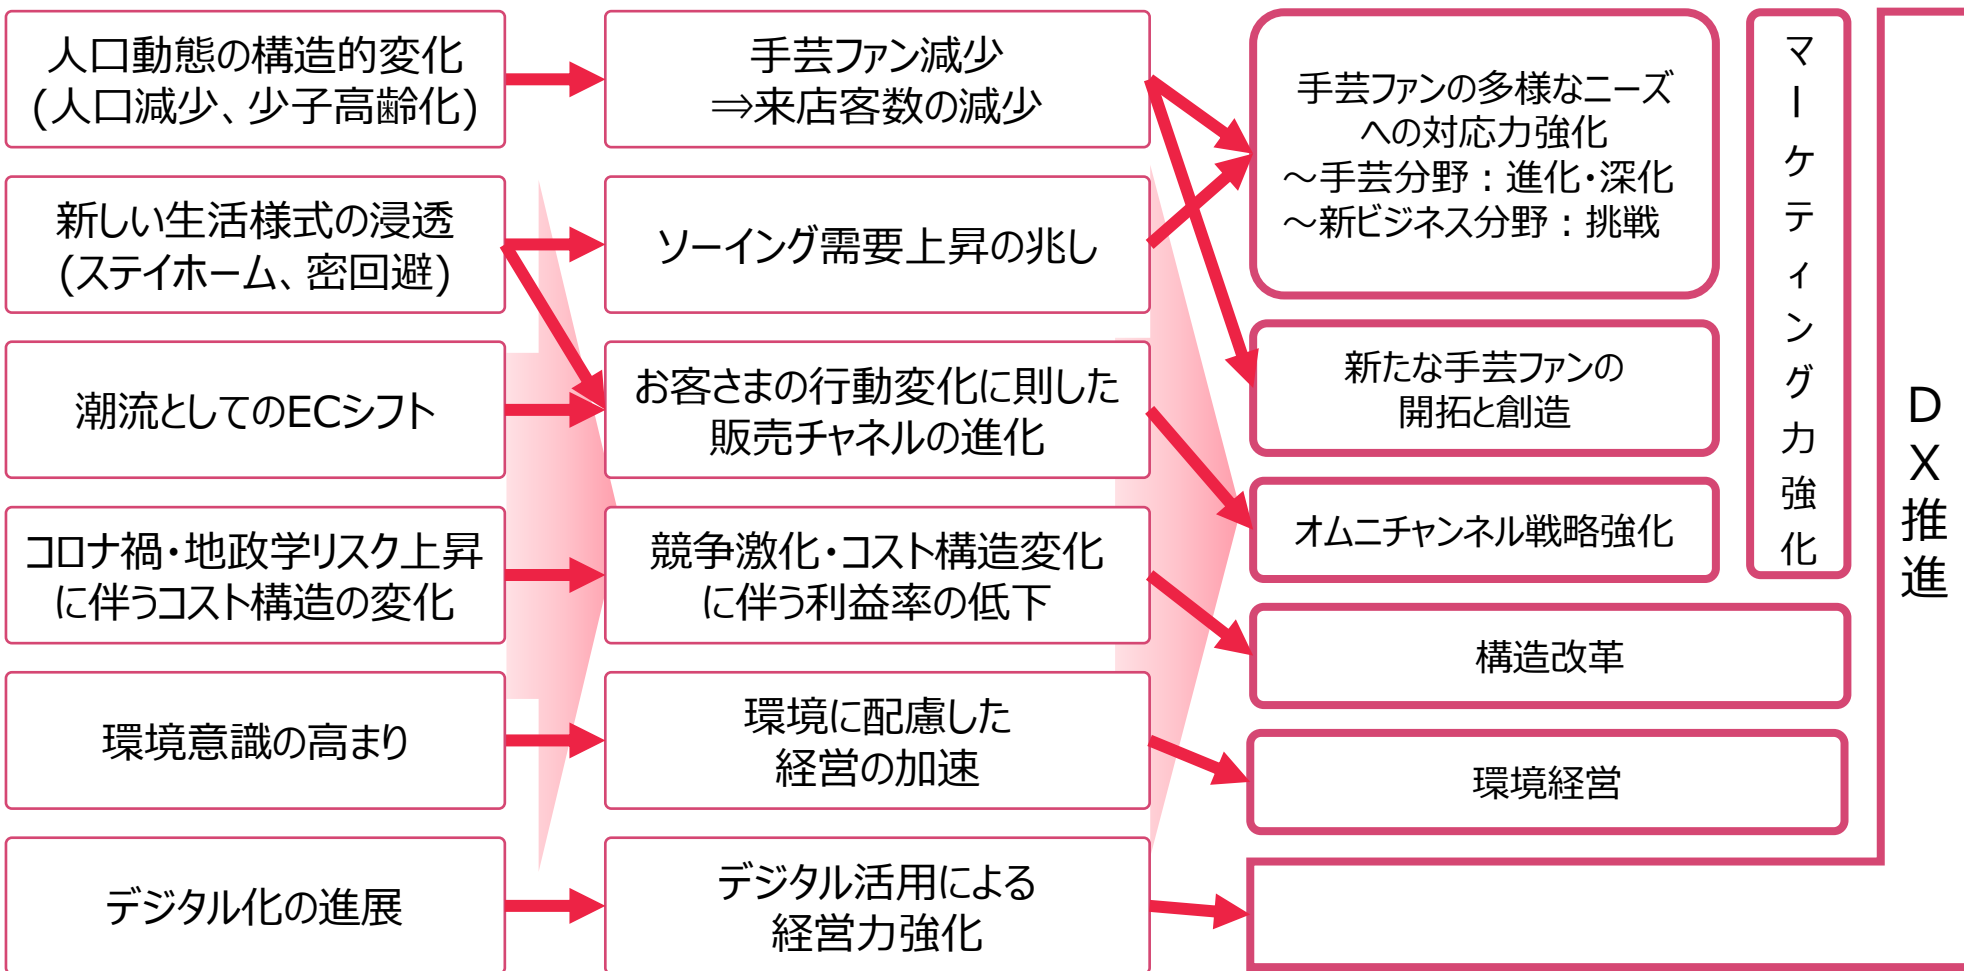 人口動態の構造的変化
(人口減少、少子高齢化)
手芸ファン減少
⇒来店客数の減少
手芸ファンの多様なニーズ
への対応力強化
～手芸分野：進化・深化
～新ビジネス分野：挑戦
新しい生活様式の浸透
(ステイホーム、密回避)
ソーイング需要上昇の兆し
潮流としてのECシフト
お客さまの行動変化に則した
販売チャネルの進化
新たな手芸ファンの
開拓と創造
コロナ禍・地政学リスク上昇
に伴うコスト構造の変化
競争激化・コスト構造変化
に伴う利益率の低下
オムニチャンネル戦略強化
構造改革
環境意識の高まり
環境に配慮した
経営の加速
環境経営
デジタル化の進展
デジタル活用による
経営力強化
マーケティング力強化
DX推進